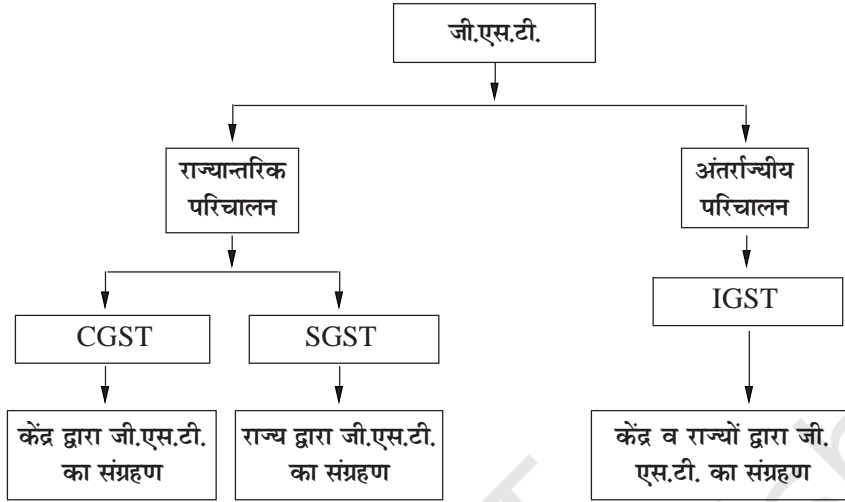 जी.एस.टी.
राज्यान्तरिक
परिचालन
अंतर्राज्यीय
परिचालन
CGST
SGST
IGST
केंद्र द्वारा जी.एस.टी.
का संग्रहण
राज्य द्वारा जी.एस.टी.
का संग्रहण
केंद्र व राज्यों द्वारा जी.
एस.टी. का संग्रहण